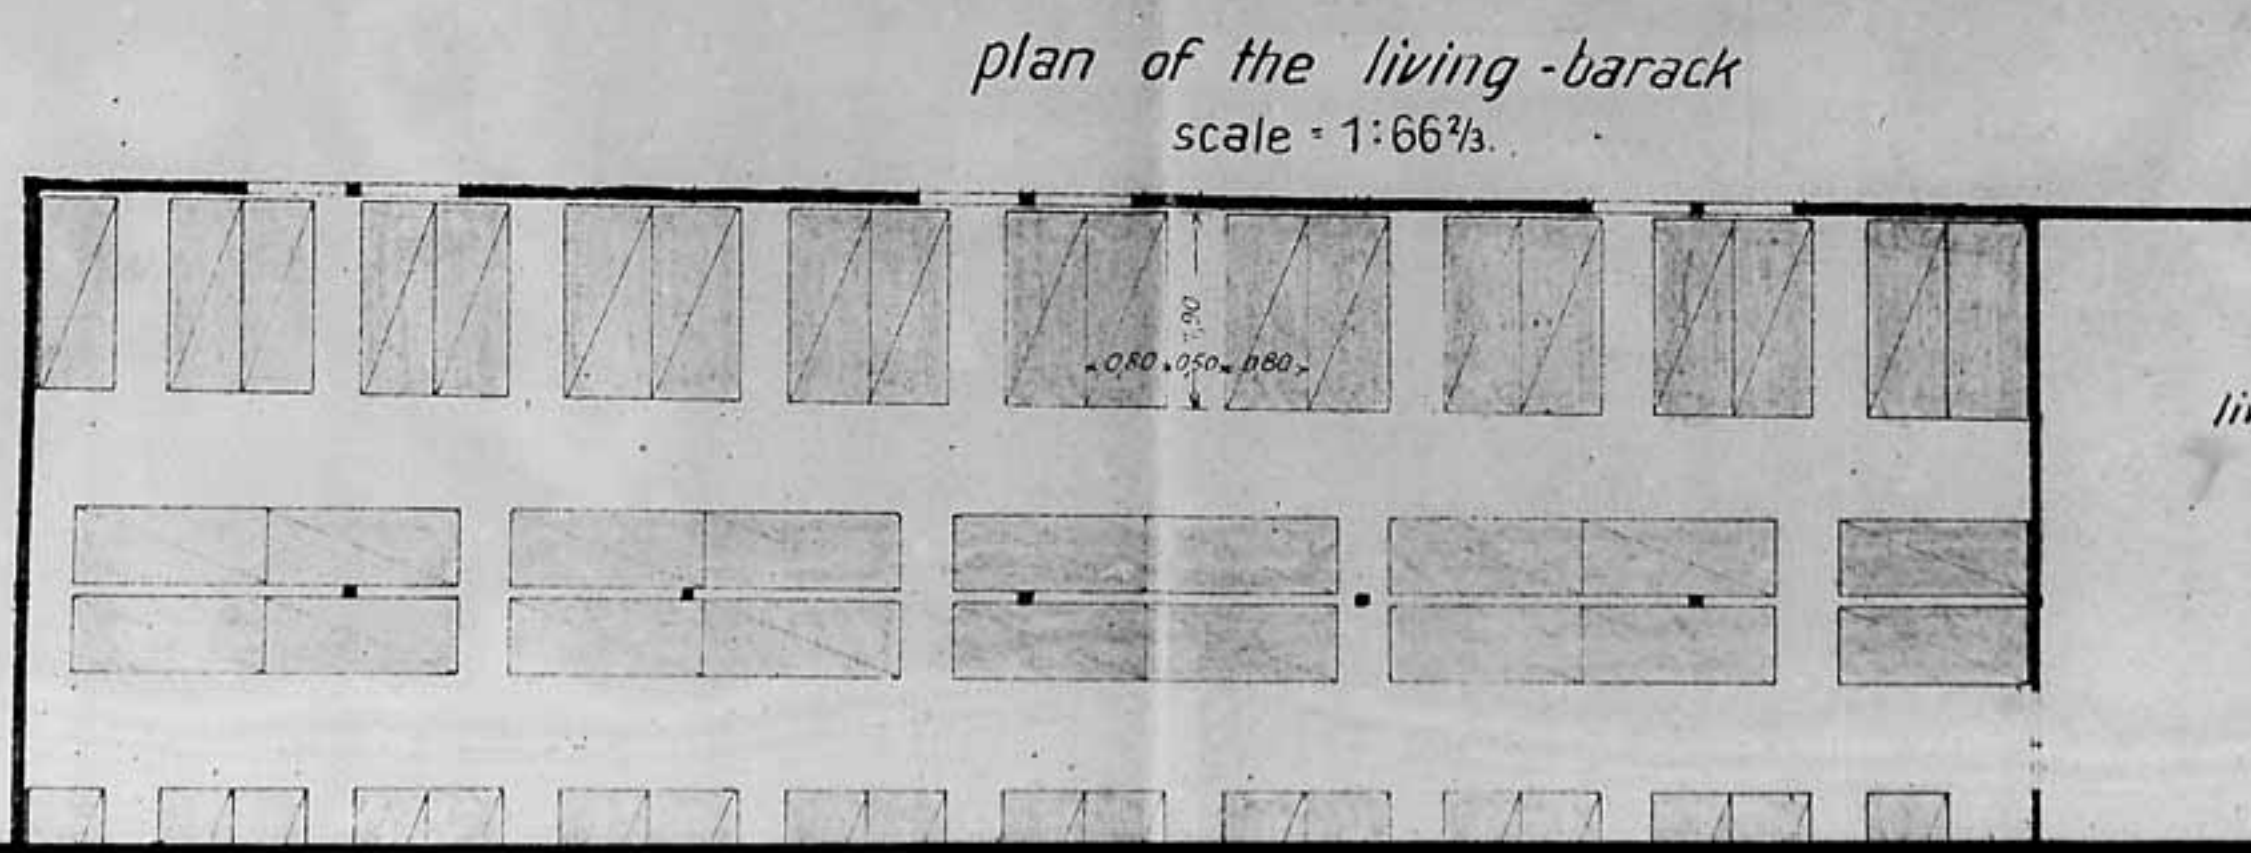 plan of the living-barack
scale = 1:66²/₃.
1,90
0,80 0,50 0,80